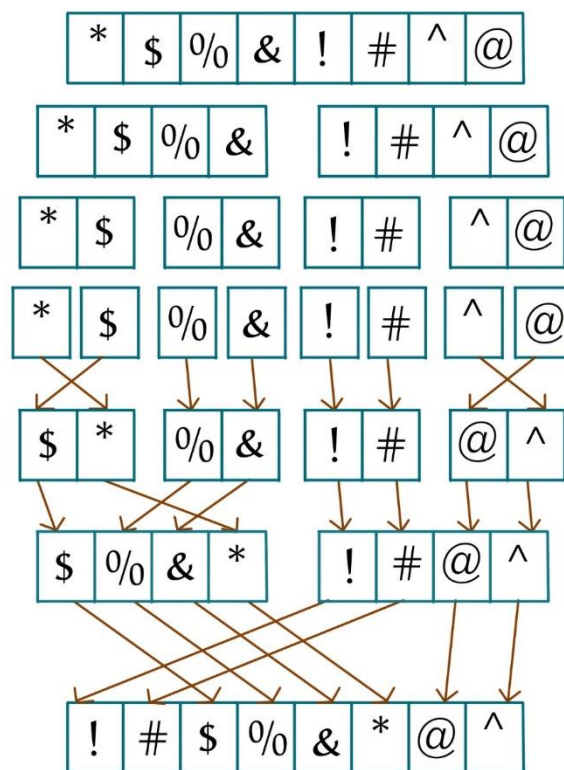 * $ % & ! # ^ @
* $ % & ! # ^ @
* $ % & ! # ^ @
* $ % & ! # ^ @
$ * % & ! # @ ^
$ % & * ! # @ ^
! # $ % & * @ ^